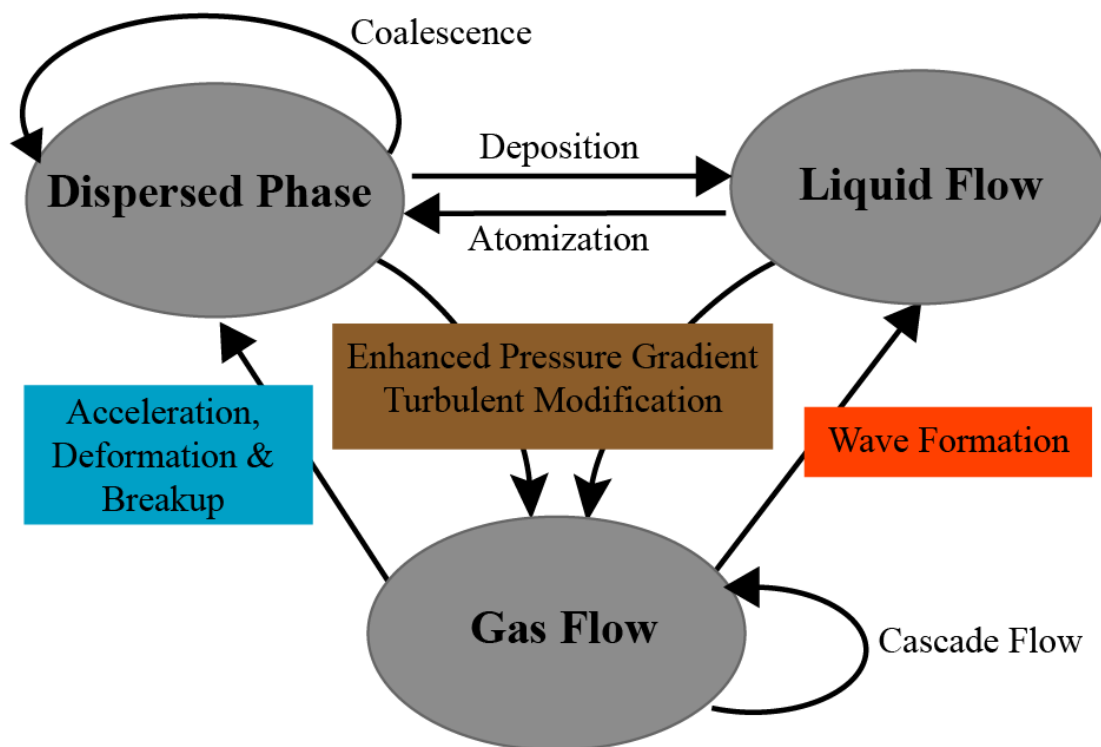 Coalescence
Deposition
Dispersed Phase
Liquid Flow
Atomization
Enhanced Pressure Gradient
Turbulent Modification
Acceleration,
Deformation &
Breakup
Wave Formation
Gas Flow
Cascade Flow